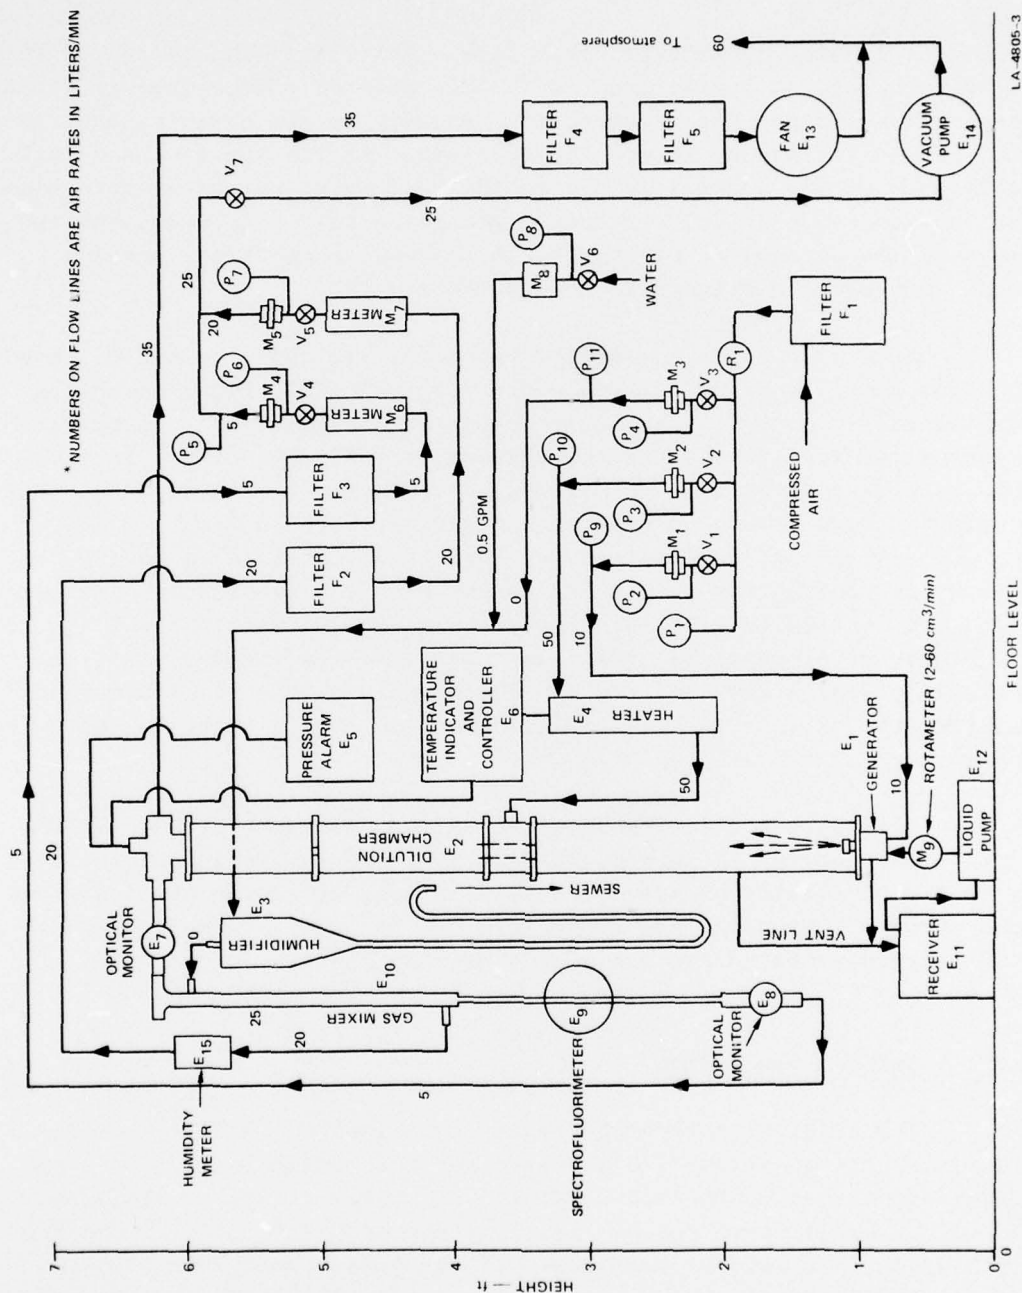 *NUMBERS ON FLOW LINES ARE AIR RATES IN LITERS/MIN
HEIGHT — ft
7
6
5
4
3
2
1
0
FLOOR LEVEL
LA-4805-3
5
20
35
35
HUMIDITY
METER
E15
20
25
GAS MIXER
E10
0
OPTICAL
MONITOR
E7
E3
HUMIDIFIER
SEWER
5
SPECTROFLUORIMETER
E9
OPTICAL
MONITOR
E8
VENT LINE
RECEIVER
E11
DILUTION
CHAMBER
E2
PRESSURE
ALARM
E5
TEMPERATURE
INDICATOR
AND
CONTROLLER
E6
E4
HEATER
50
E1
GENERATOR
10
ROTAMETER (2-60 cm3/min)
M9
E12
LIQUID
PUMP
20
FILTER
F2
20
5
FILTER
F3
5
P5
5
P6
M4
V4
METER
M6
20
25
P7
M5
V5
METER
M7
V7
25
0.5 GPM
M8
P8
V6
WATER
0
50
10
P9
P10
P11
P1
P2
M1
V1
P3
M2
V2
P4
M3
V3
R1
FILTER
F1
COMPRESSED
AIR
FILTER
F4
FILTER
F5
FAN
E13
VACUUM
PUMP
E14
To atmosphere
60